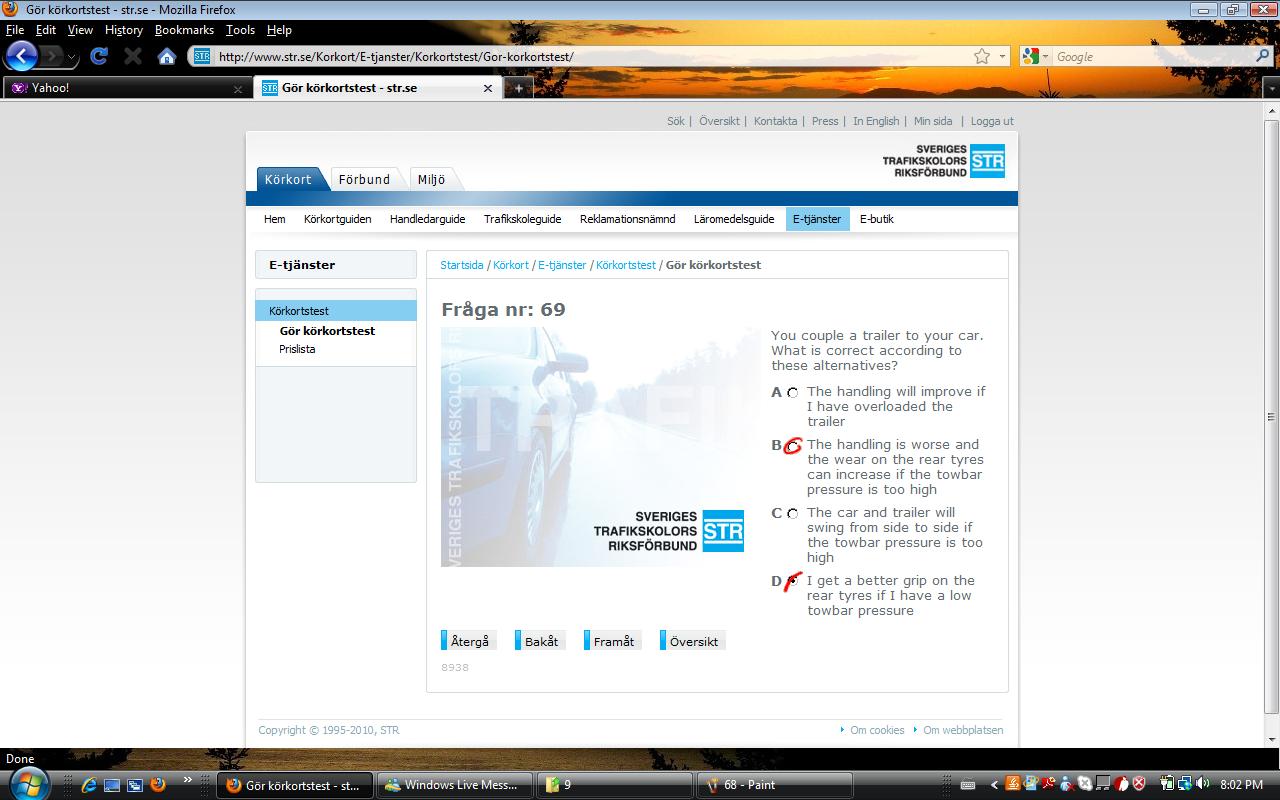 Gör körkortstest - str.se - Mozilla Firefox
File Edit View History Bookmarks Tools Help
STR http://www.str.se/Korkort/E-tjanster/Korkortstest/Gor-korkortstest/ Google
Yahoo! STR Gör körkortstest - str.se
Sök | Översikt | Kontakta | Press | In English | Min sida | Logga ut
SVERIGES
TRAFIKSKOLORS STR
RIKSFÖRBUND
Körkort Förbund Miljö
Hem Körkortguiden Handledarguide Trafikskoleguide Reklamationsnämnd Läromedelsguide E-tjänster E-butik
E-tjänster
Körkortstest
Gör körkortstest
Prislista
Startsida / Körkort / E-tjänster / Körkortstest / Gör körkortstest
Fråga nr: 69
SVERIGES
TRAFIKSKOLORS STR
RIKSFÖRBUND
You couple a trailer to your car.
What is correct according to
these alternatives?
A The handling will improve if
I have overloaded the
trailer
B The handling is worse and
the wear on the rear tyres
can increase if the towbar
pressure is too high
C The car and trailer will
swing from side to side if
the towbar pressure is too
high
D I get a better grip on the
rear tyres if I have a low
towbar pressure
Återgå Bakåt Framåt Översikt
8938
Copyright © 1995-2010, STR Om cookies Om webbplatsen
Done
Gör körkortstest - st... Windows Live Mess... 9 68 - Paint 8:02 PM